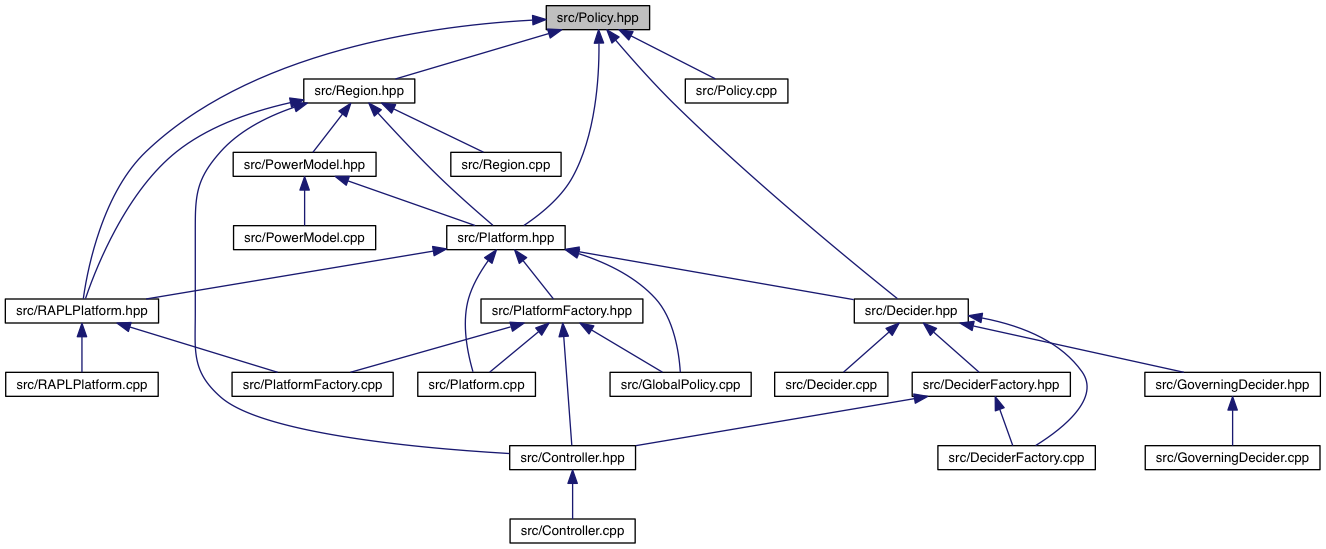 src/Policy.hpp
src/Region.hpp
src/Policy.cpp
src/PowerModel.hpp
src/Region.cpp
src/PowerModel.cpp
src/Platform.hpp
src/RAPLPlatform.hpp
src/PlatformFactory.hpp
src/Decider.hpp
src/RAPLPlatform.cpp
src/PlatformFactory.cpp
src/Platform.cpp
src/GlobalPolicy.cpp
src/Decider.cpp
src/DeciderFactory.hpp
src/GoverningDecider.hpp
src/Controller.hpp
src/DeciderFactory.cpp
src/GoverningDecider.cpp
src/Controller.cpp